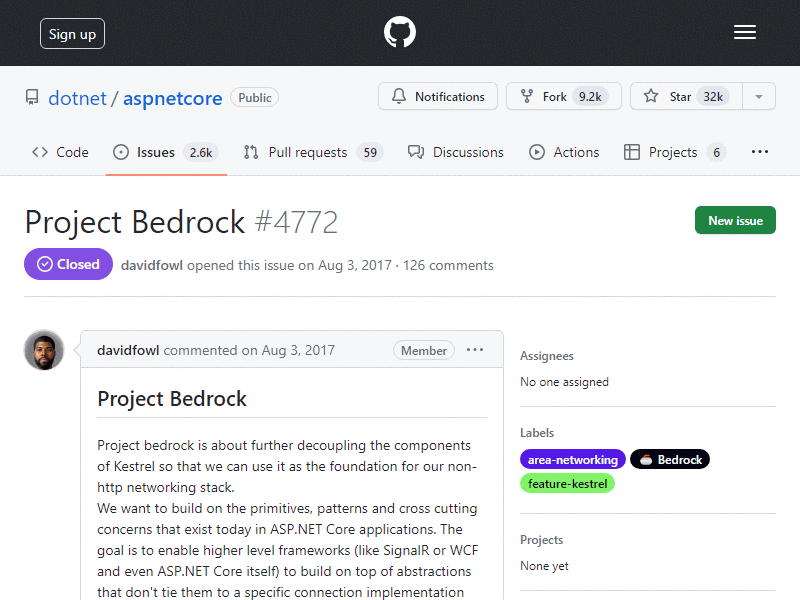 Sign up
dotnet / aspnetcore Public
Notifications Fork 9.2k Star 32k
Code Issues 2.6k Pull requests 59 Discussions Actions Projects 6 ...
Project Bedrock #4772
New issue
Closed davidfowl opened this issue on Aug 3, 2017 · 126 comments
davidfowl commented on Aug 3, 2017 Member ...
Project Bedrock
Project bedrock is about further decoupling the components
of Kestrel so that we can use it as the foundation for our non-
http networking stack.
We want to build on the primitives, patterns and cross cutting
concerns that exist today in ASP.NET Core applications. The
goal is to enable higher level frameworks (like SignalR or WCF
and even ASP.NET Core itself) to build on top of abstractions
that don't tie them to a specific connection implementation
Assignees
No one assigned
Labels
area-networking Bedrock
feature-kestrel
Projects
None yet